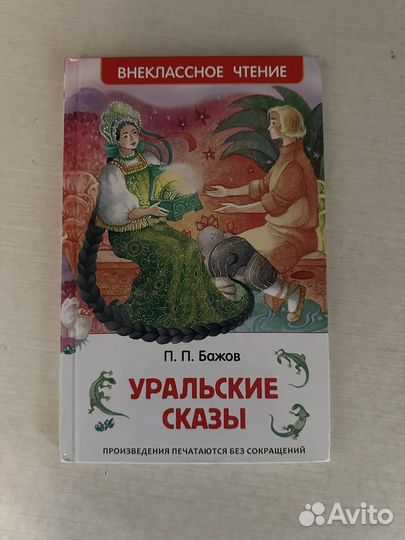 ВНЕКЛАССНОЕ ЧТЕНИЕ
П. П. Бажов
УРАЛЬСКИЕ
СКАЗЫ
ПРОИЗВЕДЕНИЯ ПЕЧАТАЮТСЯ БЕЗ СОКРАЩЕНИЙ
Avito